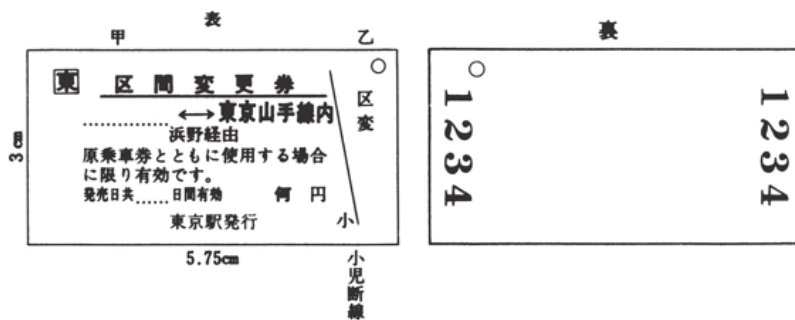 表
甲
乙
東 区間変更券
区変
............ ⟷ 東京山手線内
浜野経由
原乗車券とともに使用する場合
に限り有効です。
発売日共......日間有効 何円
東京駅発行
小
3cm
5.75cm
小児断線
裏
1234
1234